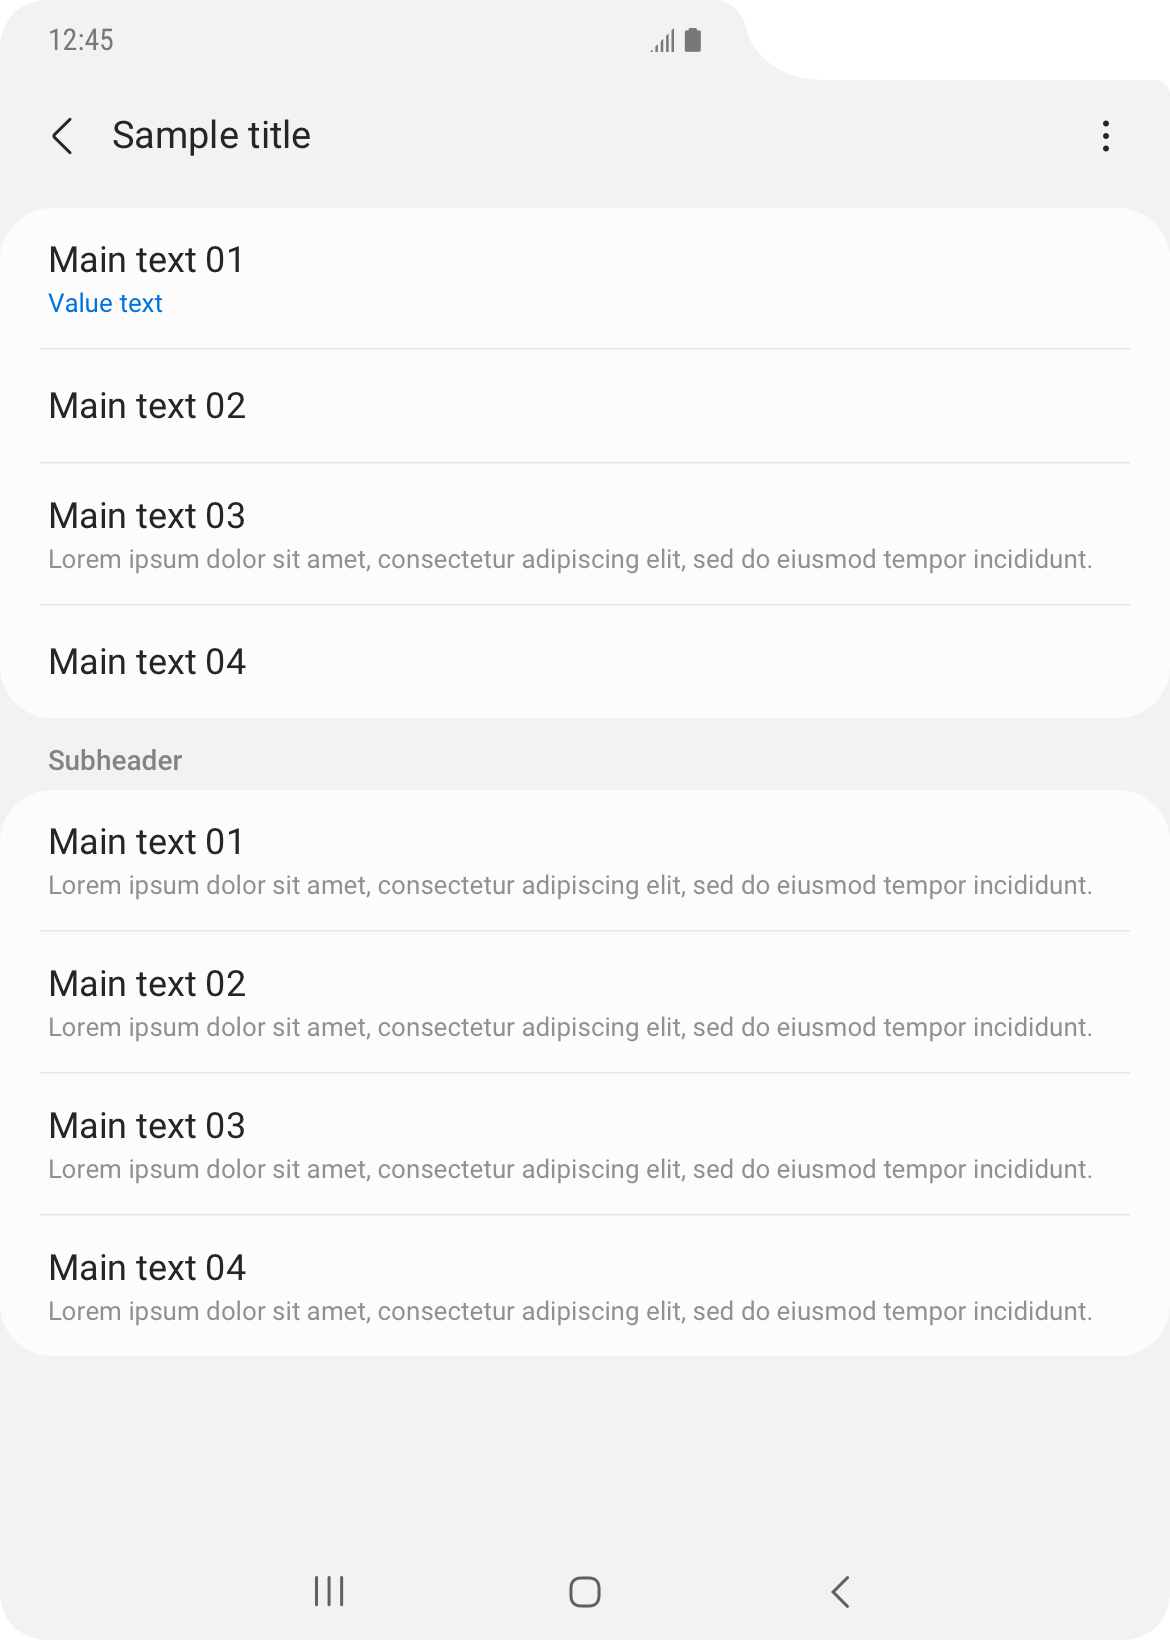 12:45
Sample title
Main text 01
Value text
Main text 02
Main text 03
Lorem ipsum dolor sit amet, consectetur adipiscing elit, sed do eiusmod tempor incididunt.
Main text 04
Subheader
Main text 01
Lorem ipsum dolor sit amet, consectetur adipiscing elit, sed do eiusmod tempor incididunt.
Main text 02
Lorem ipsum dolor sit amet, consectetur adipiscing elit, sed do eiusmod tempor incididunt.
Main text 03
Lorem ipsum dolor sit amet, consectetur adipiscing elit, sed do eiusmod tempor incididunt.
Main text 04
Lorem ipsum dolor sit amet, consectetur adipiscing elit, sed do eiusmod tempor incididunt.